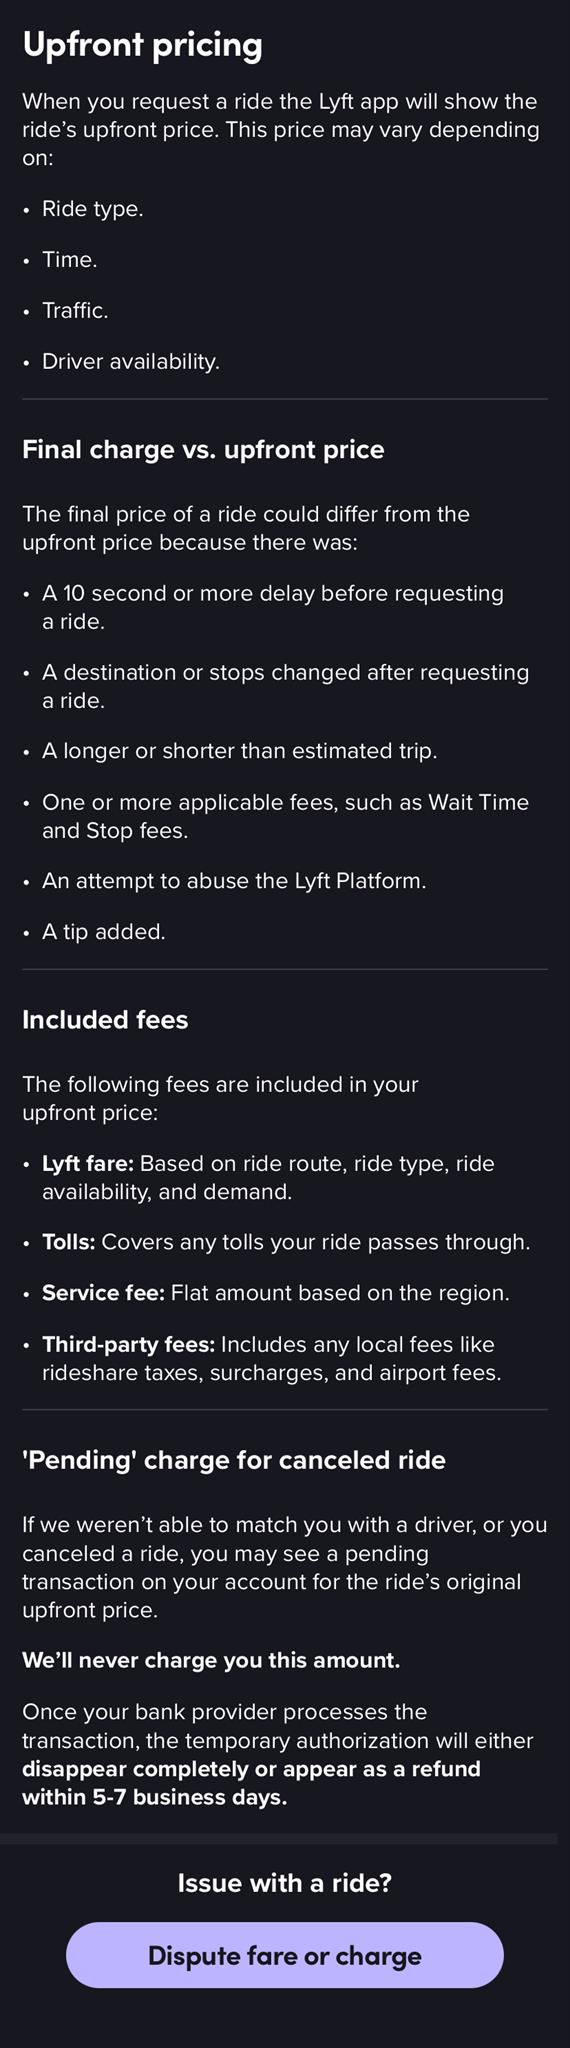 Upfront pricing
When you request a ride the Lyft app will show the
ride’s upfront price. This price may vary depending
on:
• Ride type.
• Time.
• Traffic.
• Driver availability.
Final charge vs. upfront price
The final price of a ride could differ from the
upfront price because there was:
• A 10 second or more delay before requesting
a ride.
• A destination or stops changed after requesting
a ride.
• A longer or shorter than estimated trip.
• One or more applicable fees, such as Wait Time
and Stop fees.
• An attempt to abuse the Lyft Platform.
• A tip added.
Included fees
The following fees are included in your
upfront price:
• Lyft fare: Based on ride route, ride type, ride
availability, and demand.
• Tolls: Covers any tolls your ride passes through.
• Service fee: Flat amount based on the region.
• Third-party fees: Includes any local fees like
rideshare taxes, surcharges, and airport fees.
'Pending' charge for canceled ride
If we weren’t able to match you with a driver, or you
canceled a ride, you may see a pending
transaction on your account for the ride’s original
upfront price.
We’ll never charge you this amount.
Once your bank provider processes the
transaction, the temporary authorization will either
disappear completely or appear as a refund
within 5-7 business days.
Issue with a ride?
Dispute fare or charge